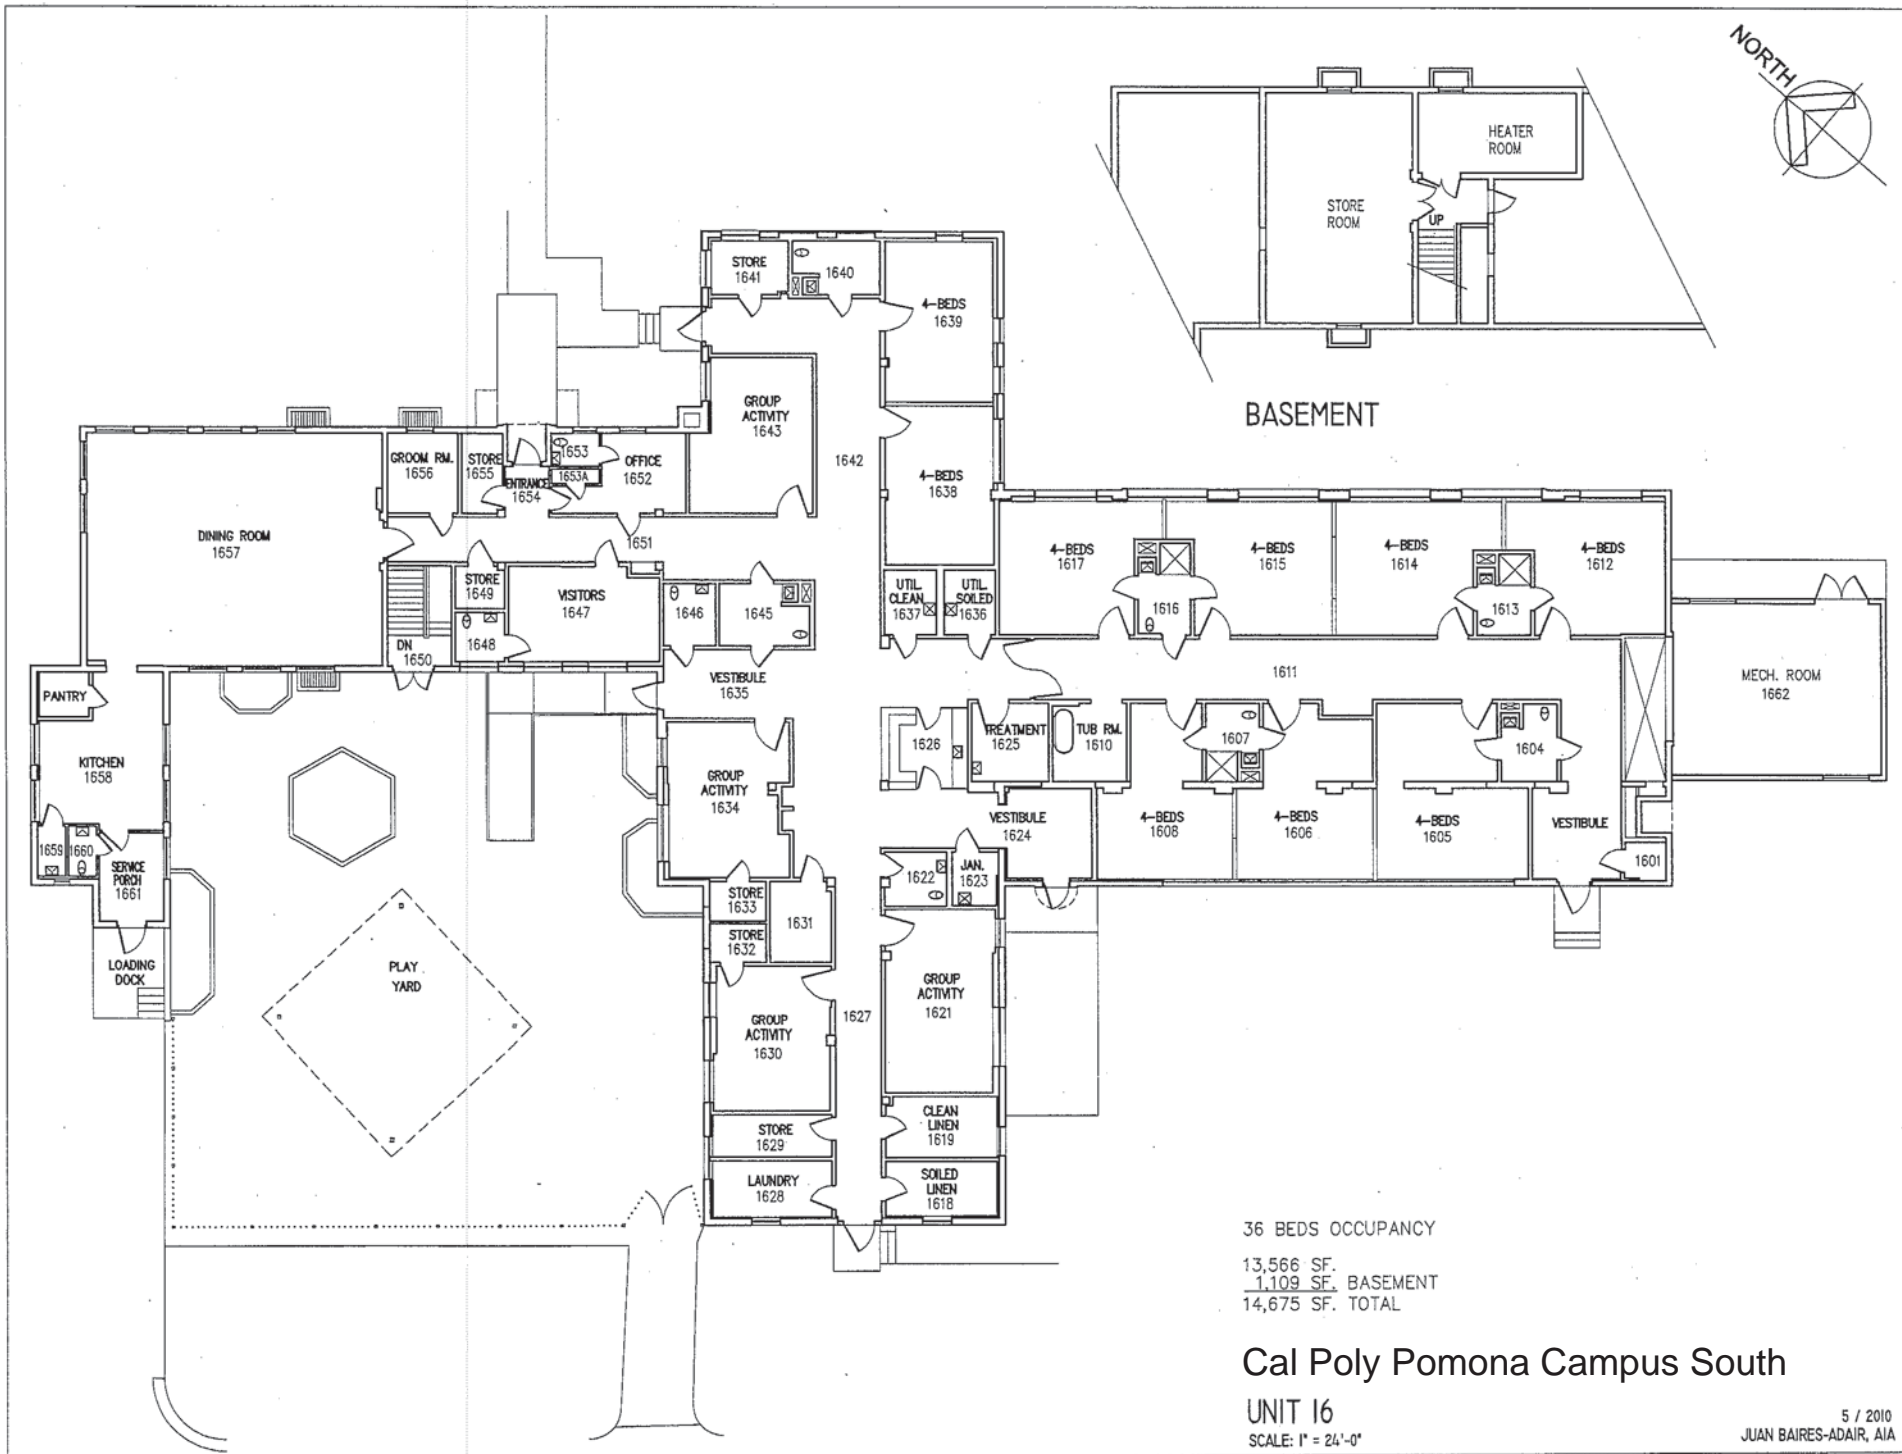 NORTH
HEATER
ROOM
STORE
ROOM
UP
BASEMENT
STORE
1641
1640
4-BEDS
1639
GROUP
ACTIVITY
1643
1642
4-BEDS
1638
GROOM RM.
1656
STORE
1655
ENTRANCE
1654
1653
1653A
OFFICE
1652
DINING ROOM
1657
1651
STORE
1649
VISITORS
1647
1648
DN
1650
1646
1645
UTIL.
CLEAN
1637
UTIL.
SOILED
1636
4-BEDS
1617
1616
4-BEDS
1615
4-BEDS
1614
1613
4-BEDS
1612
1611
MECH. ROOM
1662
VESTIBULE
1635
PANTRY
KITCHEN
1658
1659
1660
SERVICE
PORCH
1661
LOADING
DOCK
PLAY
YARD
GROUP
ACTIVITY
1634
1626
TREATMENT
1625
TUB RM.
1610
1607
1604
VESTIBULE
1624
4-BEDS
1608
4-BEDS
1606
4-BEDS
1605
VESTIBULE
1601
1622
JAN.
1623
STORE
1633
STORE
1632
1631
GROUP
ACTIVITY
1630
1627
GROUP
ACTIVITY
1621
STORE
1629
CLEAN
LINEN
1619
LAUNDRY
1628
SOILED
LINEN
1618
36 BEDS OCCUPANCY
13,566 SF.
1,109 SF. BASEMENT
14,675 SF. TOTAL
Cal Poly Pomona Campus South
UNIT 16
SCALE: 1" = 24'-0"
5 / 2010
JUAN BAIRES-ADAIR, AIA